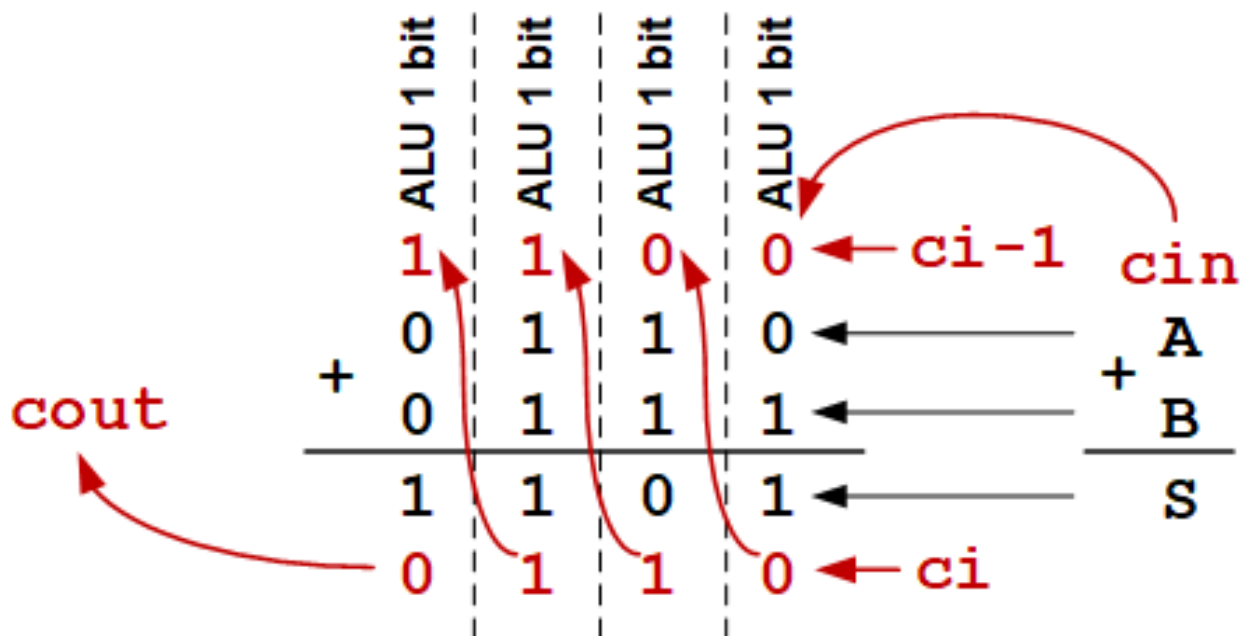 ALU 1 bit ALU 1 bit ALU 1 bit ALU 1 bit
1 1 0 0 ci-1 cin
0 1 1 0 A
+ +
cout 0 1 1 1 B
1 1 0 1 S
0 1 1 0 ci